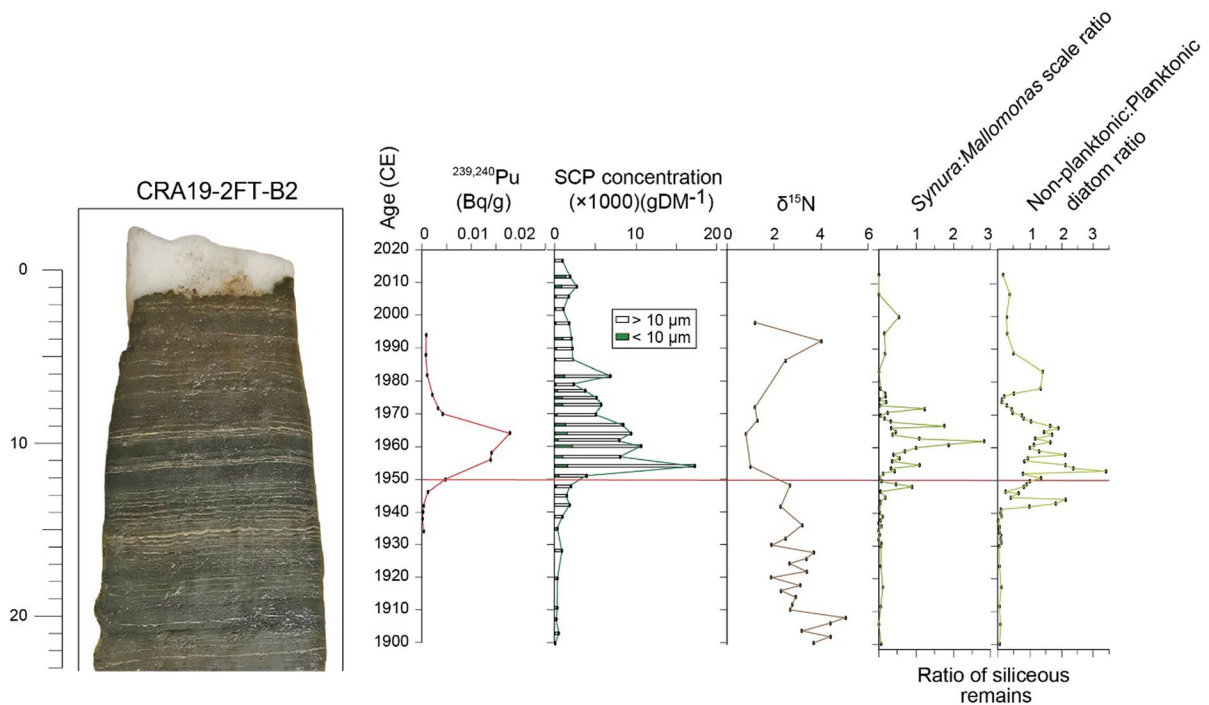 CRA19-2FT-B2
0
10
20
Age (CE)
2020
2010
2000
1990
1980
1970
1960
1950
1940
1930
1920
1910
1900
239,240Pu
(Bq/g)
0 0.01 0.02
SCP concentration
(×1000)(gDM-1)
0 10 20
> 10 µm
< 10 µm
δ15N
0 2 4 6
Synura:Mallomonas scale ratio
0 1 2 3
Non-planktonic:Planktonic
diatom ratio
0 1 2 3
Ratio of siliceous
remains